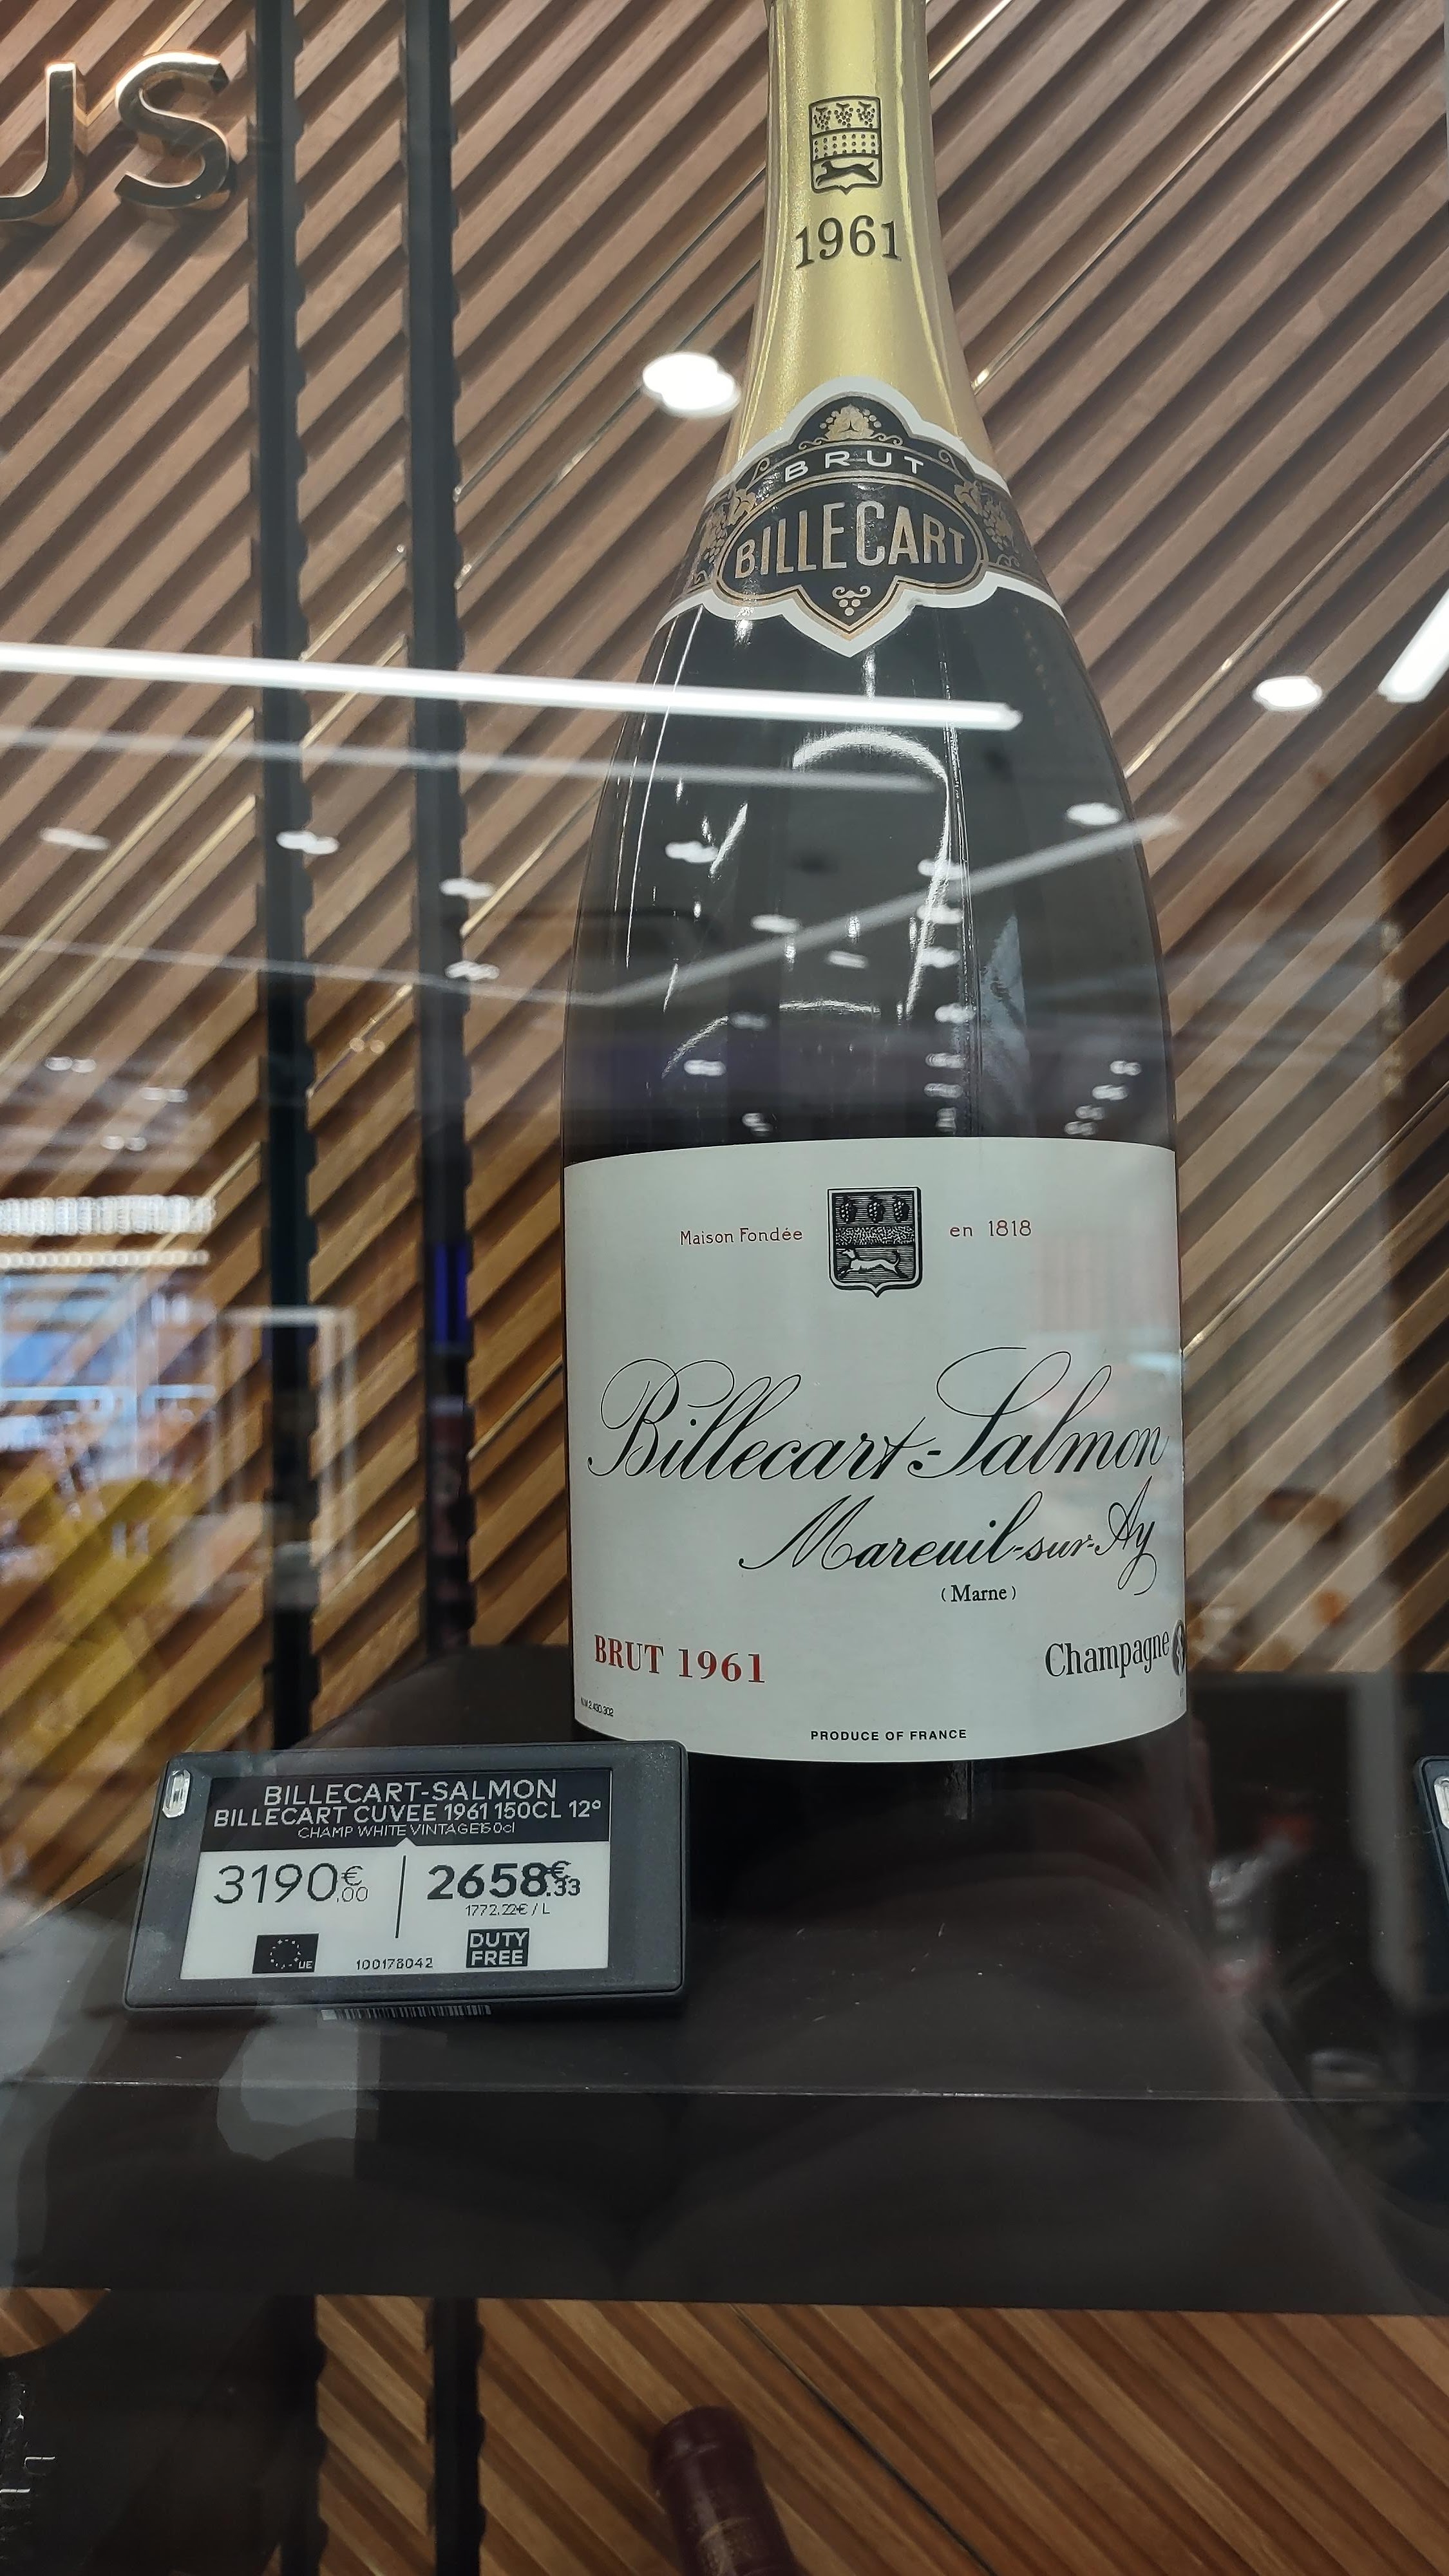 US
1961
BRUT
BILLECART
Maison Fondée en 1818
Billecart-Salmon
Mareuil-sur-Ay
(Marne)
BRUT 1961
Champagne
PRODUCE OF FRANCE
BILLECART-SALMON
BILLECART CUVEE 1961 150CL 12°
CHAMP WHITE VINTAGE150cl
3190€,00
2658€.33
1772.22€ / L
UE
100178042
DUTY
FREE